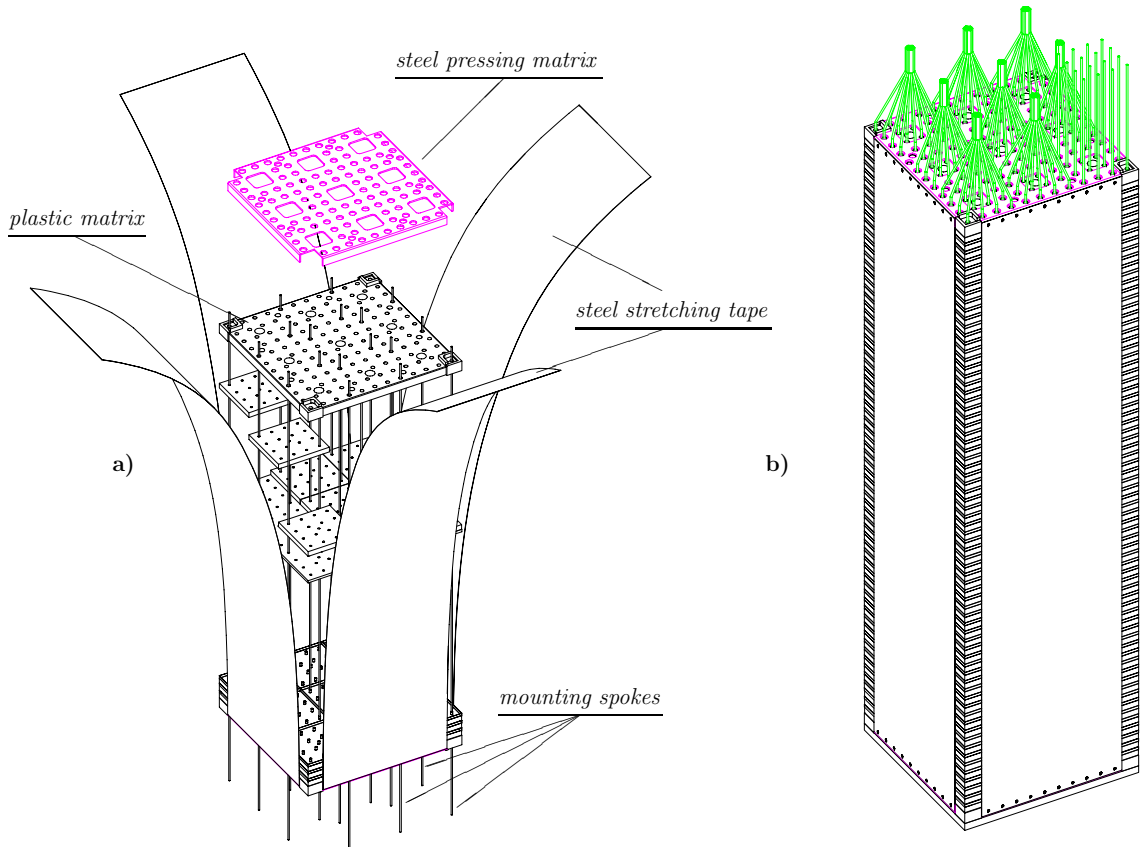 steel pressing matrix
plastic matrix
steel stretching tape
a)
b)
mounting spokes